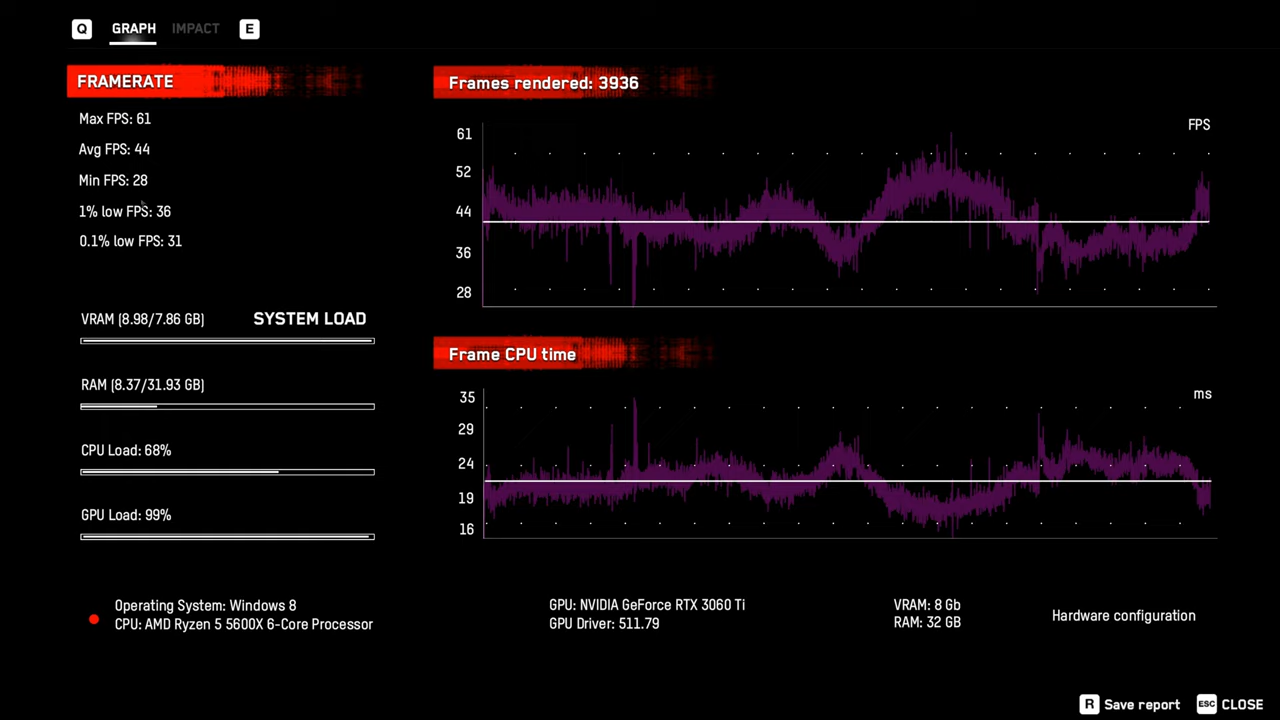 Q GRAPH IMPACT E
FRAMERATE
Max FPS: 61
Avg FPS: 44
Min FPS: 28
1% low FPS: 36
0.1% low FPS: 31
VRAM (8.98/7.86 GB) SYSTEM LOAD
RAM (8.37/31.93 GB)
CPU Load: 68%
GPU Load: 99%
Frames rendered: 3936
FPS
61
52
44
36
28
Frame CPU time
ms
35
29
24
19
16
Operating System: Windows 8
CPU: AMD Ryzen 5 5600X 6-Core Processor
GPU: NVIDIA GeForce RTX 3060 Ti
GPU Driver: 511.79
VRAM: 8 Gb
RAM: 32 GB
Hardware configuration
R Save report ESC CLOSE